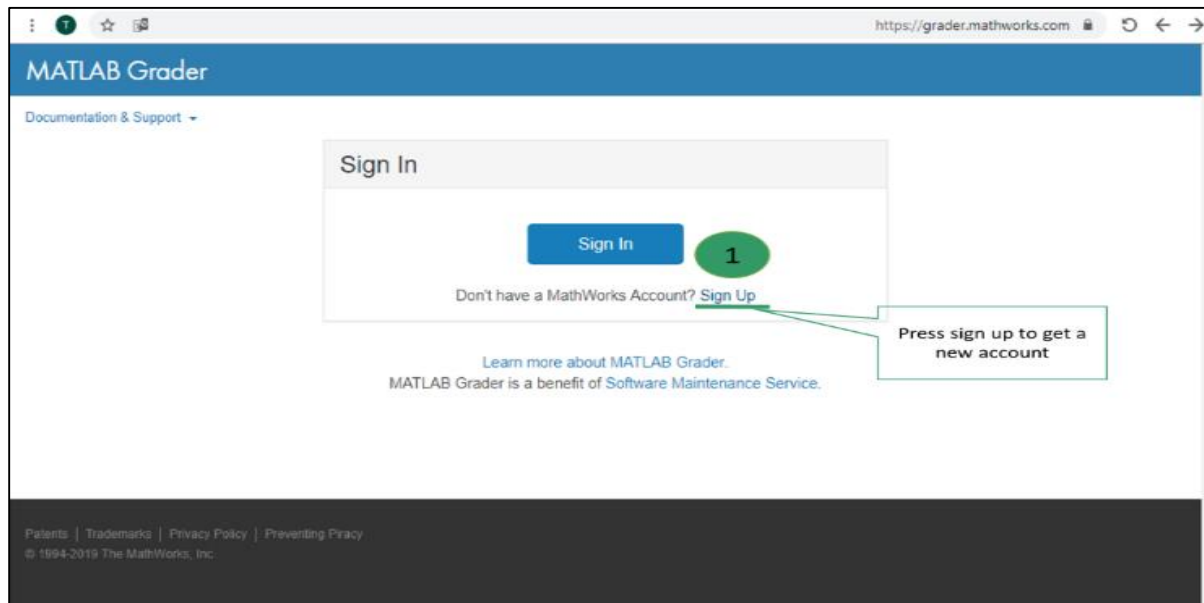 T
https://grader.mathworks.com
MATLAB Grader
Documentation & Support
Sign In
Sign In
1
Don't have a MathWorks Account? Sign Up
Press sign up to get a
new account
Learn more about MATLAB Grader.
MATLAB Grader is a benefit of Software Maintenance Service.
Patents | Trademarks | Privacy Policy | Preventing Piracy
© 1994-2019 The MathWorks, Inc.